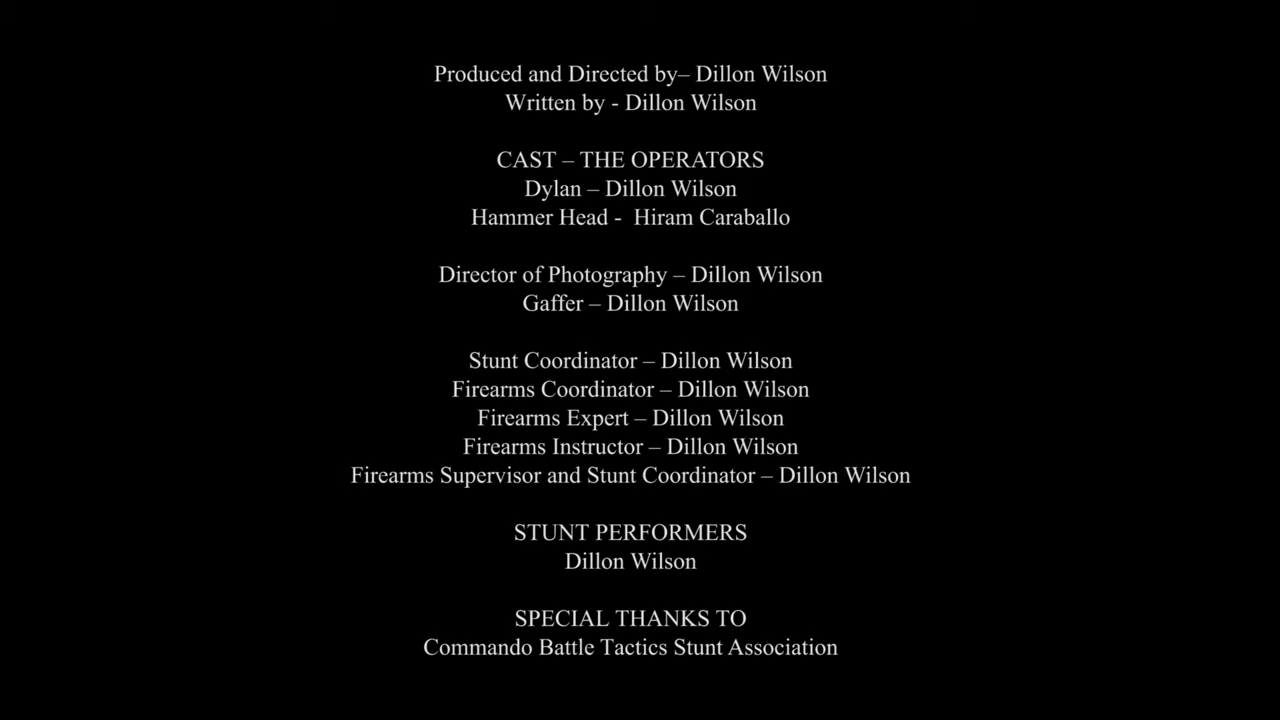 Produced and Directed by– Dillon Wilson
Written by - Dillon Wilson
CAST – THE OPERATORS
Dylan – Dillon Wilson
Hammer Head -  Hiram Caraballo
Director of Photography – Dillon Wilson
Gaffer – Dillon Wilson
Stunt Coordinator – Dillon Wilson
Firearms Coordinator – Dillon Wilson
Firearms Expert – Dillon Wilson
Firearms Instructor – Dillon Wilson
Firearms Supervisor and Stunt Coordinator – Dillon Wilson
STUNT PERFORMERS
Dillon Wilson
SPECIAL THANKS TO
Commando Battle Tactics Stunt Association